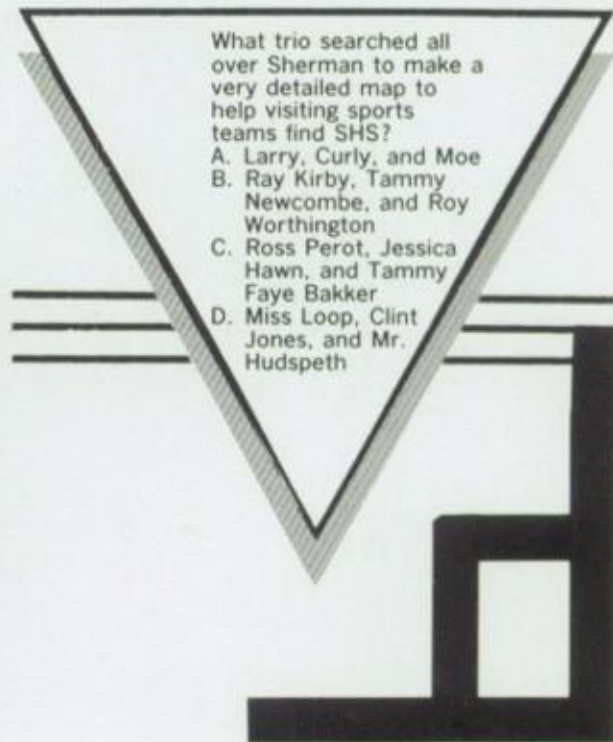 What trio searched all
over Sherman to make a
very detailed map to
help visiting sports
teams find SHS?
A. Larry, Curly, and Moe
B. Ray Kirby, Tammy
Newcombe, and Roy
Worthington
C. Ross Perot, Jessica
Hawn, and Tammy
Faye Bakker
D. Miss Loop, Clint
Jones, and Mr.
Hudspeth